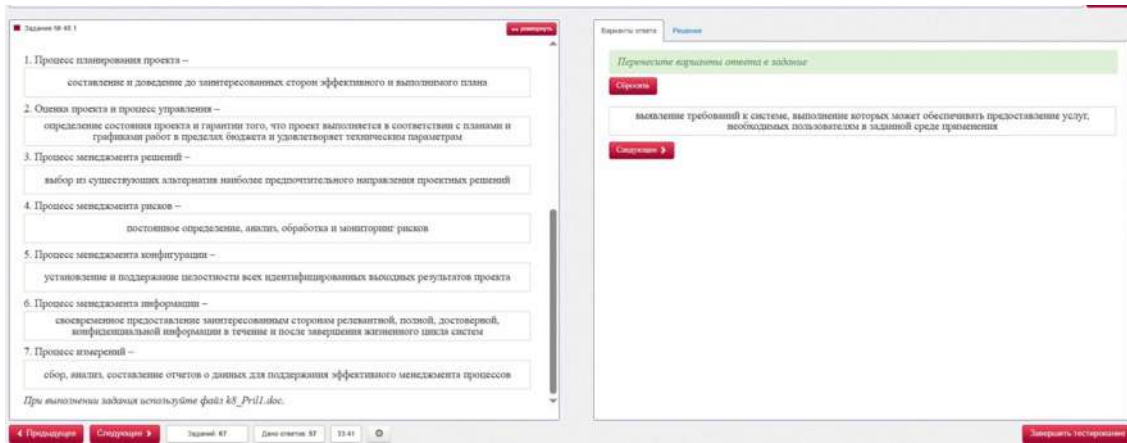 Задание № 48.1
«« развернуть
1. Процесс планирования проекта –
составление и доведение до заинтересованных сторон эффективного и выполнимого плана
2. Оценка проекта и процесс управления –
определение состояния проекта и гарантии того, что проект выполняется в соответствии с планами и
графиками работ в пределах бюджета и удовлетворяет техническим параметрам
3. Процесс менеджмента решений –
выбор из существующих альтернатив наиболее предпочтительного направления проектных решений
4. Процесс менеджмента рисков –
постоянное определение, анализ, обработка и мониторинг рисков
5. Процесс менеджмента конфигурации –
установление и поддержание целостности всех идентифицированных выходных результатов проекта
6. Процесс менеджмента информации –
своевременное предоставление заинтересованным сторонам релевантной, полной, достоверной,
конфиденциальной информации в течение и после завершения жизненного цикла систем
7. Процесс измерений –
сбор, анализ, составление отчетов о данных для поддержания эффективного менеджмента процессов
При выполнении задания используйте файл k8_Pril1.doc.
Предыдущее
Следующее
Заданий: 67
Дано ответов: 57
33:41
Варианты ответа
Решение
Перенесите варианты ответа в задание
Сбросить
выявление требований к системе, выполнение которых может обеспечивать предоставление услуг,
необходимых пользователям в заданной среде применения
Следующее
Завершить тестирование